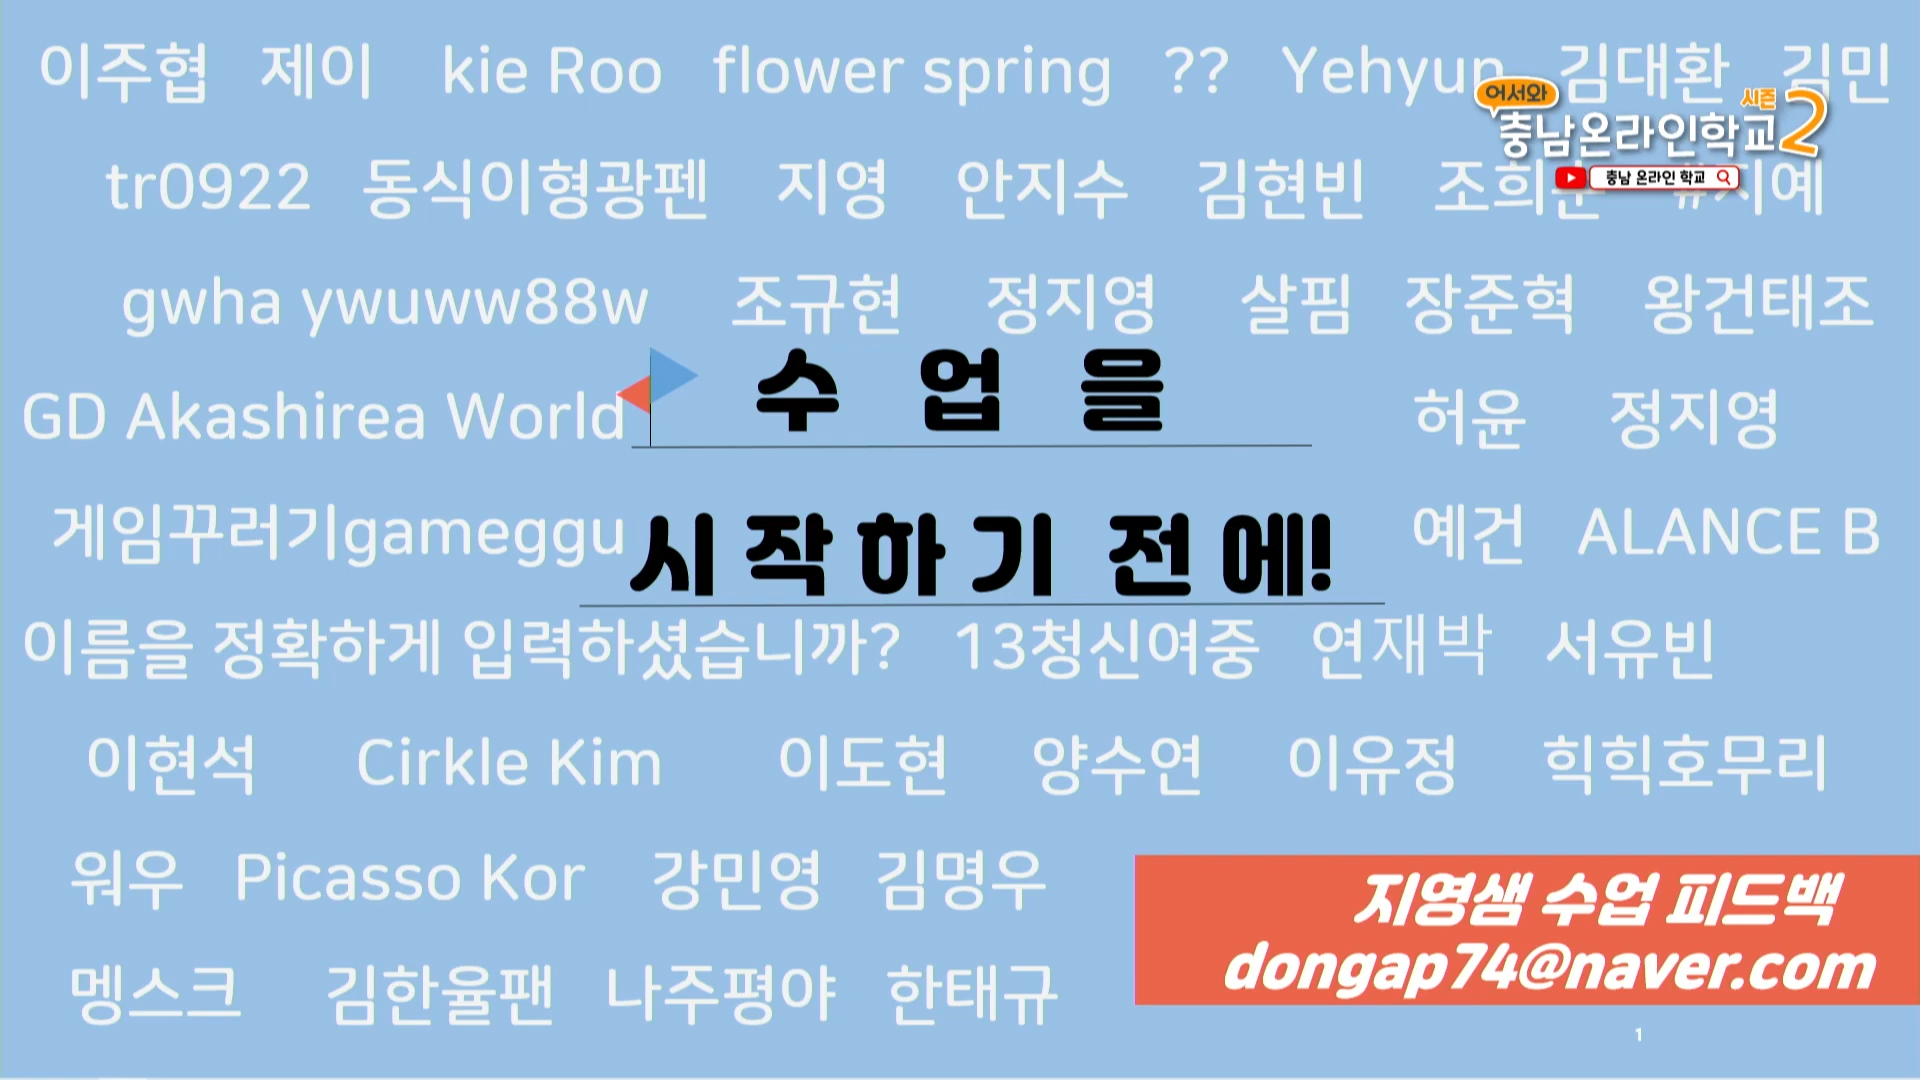 이주협 제이 kie Roo flower spring ?? Yehyun 김대환 김민
어서와 시즌2
충남온라인학교
충남 온라인 학교
tr0922 동식이형광펜 지영 안지수 김현빈 조희순 #지예
gwha ywuww88w 조규현 정지영 살핌 장준혁 왕건태조
수업을
GD Akashirea World 허윤 정지영
시작하기 전에!
게임꾸러기gameggu 예건 ALANCE B
이름을 정확하게 입력하셨습니까? 13청신여중 연재박 서유빈
이현석 Cirkle Kim 이도현 양수연 이유정 힉힉호무리
워우 Picasso Kor 강민영 김명우
멩스크 김한율팬 나주평야 한태규
지영샘 수업 피드백
dongap74@naver.com
1